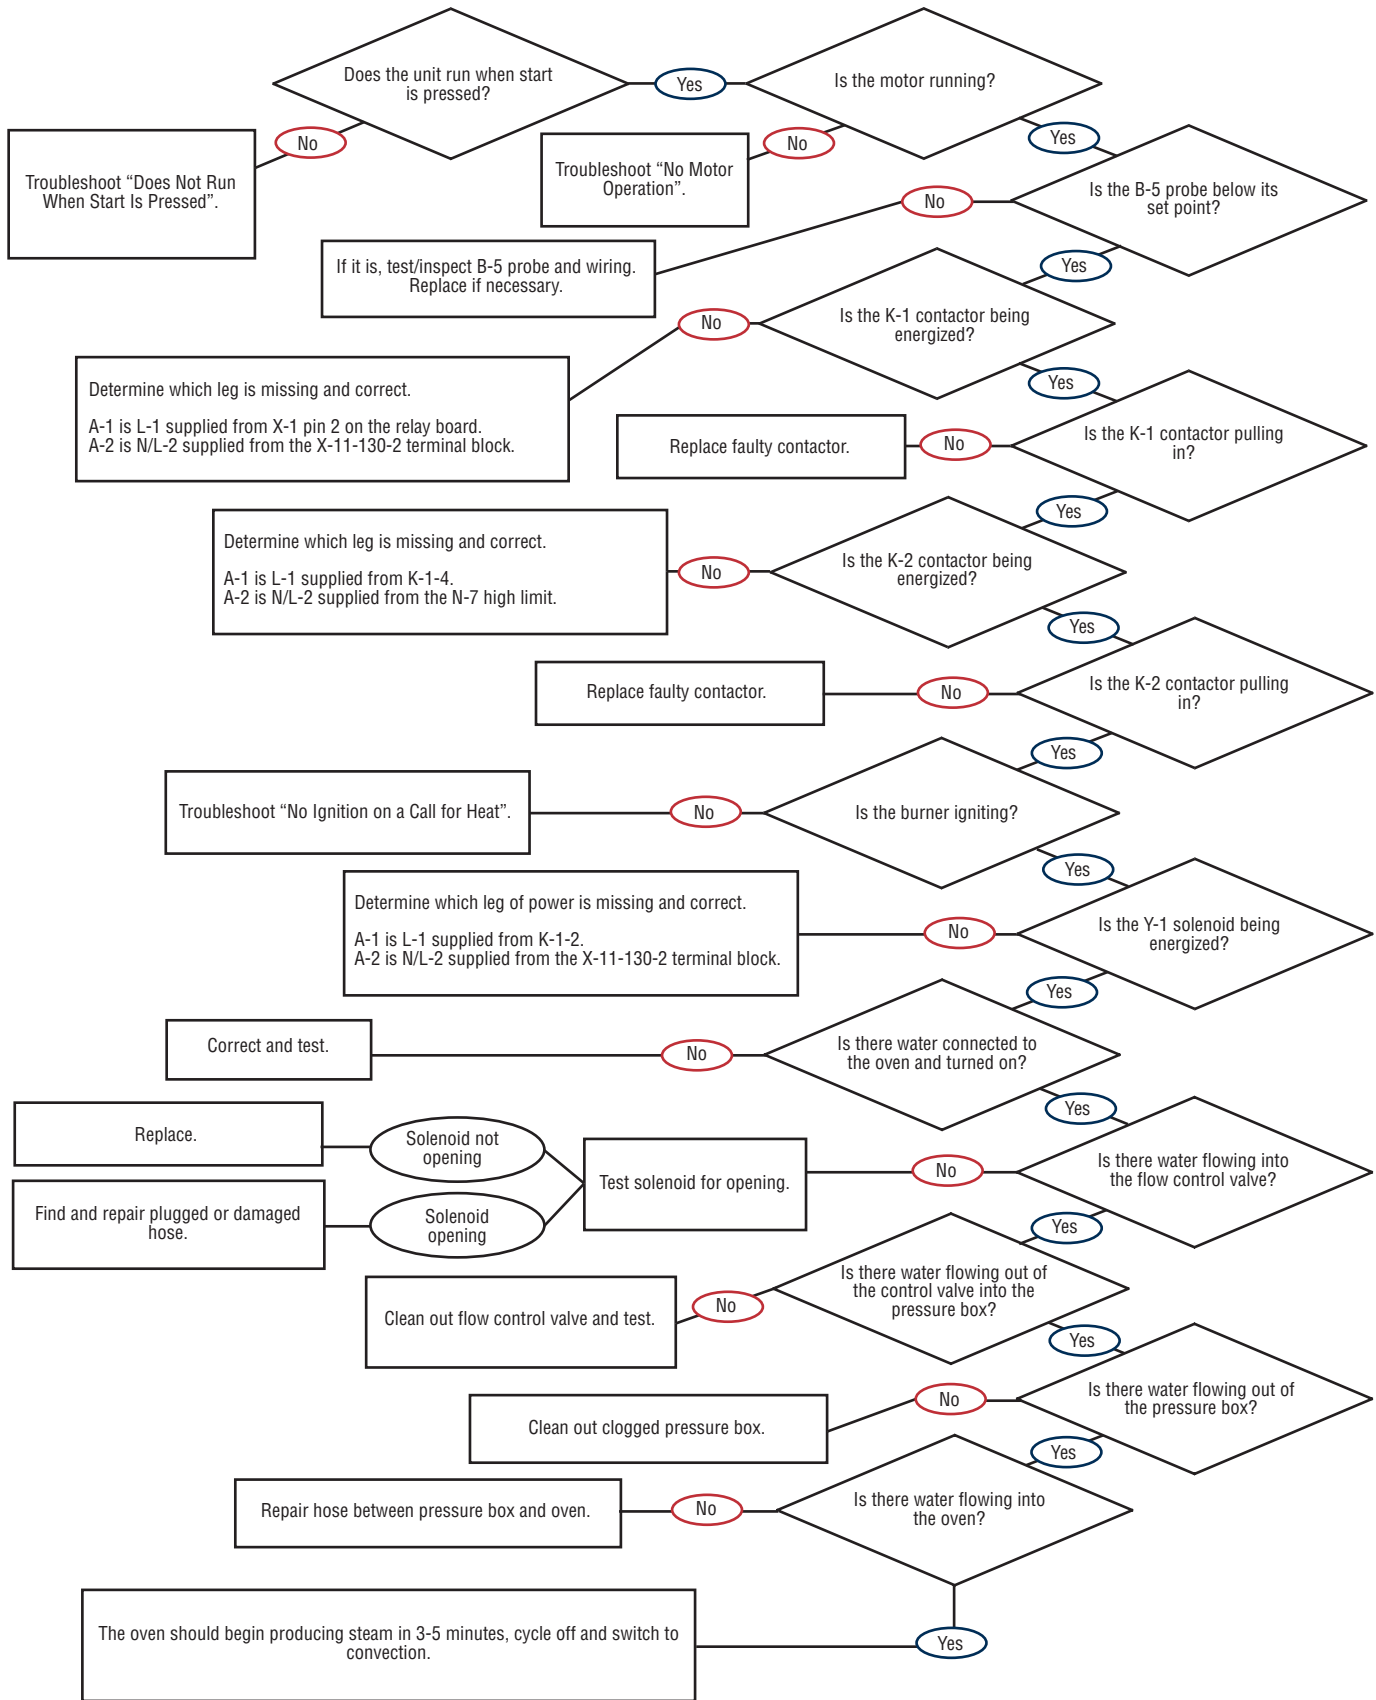 Does the unit run when start
is pressed?
Yes
Is the motor running?
No
Troubleshoot “Does Not Run
When Start Is Pressed”.
No
Troubleshoot “No Motor
Operation”.
Yes
Is the B-5 probe below its
set point?
No
If it is, test/inspect B-5 probe and wiring.
Replace if necessary.
Yes
Is the K-1 contactor being
energized?
No
Determine which leg is missing and correct.
A-1 is L-1 supplied from X-1 pin 2 on the relay board.
A-2 is N/L-2 supplied from the X-11-130-2 terminal block.
Yes
Is the K-1 contactor pulling
in?
No
Replace faulty contactor.
Yes
Is the K-2 contactor being
energized?
No
Determine which leg is missing and correct.
A-1 is L-1 supplied from K-1-4.
A-2 is N/L-2 supplied from the N-7 high limit.
Yes
Is the K-2 contactor pulling
in?
No
Replace faulty contactor.
Yes
Is the burner igniting?
No
Troubleshoot “No Ignition on a Call for Heat”.
Yes
Is the Y-1 solenoid being
energized?
No
Determine which leg of power is missing and correct.
A-1 is L-1 supplied from K-1-2.
A-2 is N/L-2 supplied from the X-11-130-2 terminal block.
Yes
Is there water connected to
the oven and turned on?
No
Correct and test.
Yes
Is there water flowing into
the flow control valve?
No
Test solenoid for opening.
Solenoid not
opening
Replace.
Solenoid
opening
Find and repair plugged or damaged
hose.
Yes
Is there water flowing out of
the control valve into the
pressure box?
No
Clean out flow control valve and test.
Yes
Is there water flowing out of
the pressure box?
No
Clean out clogged pressure box.
Yes
Is there water flowing into
the oven?
No
Repair hose between pressure box and oven.
Yes
The oven should begin producing steam in 3-5 minutes, cycle off and switch to
convection.